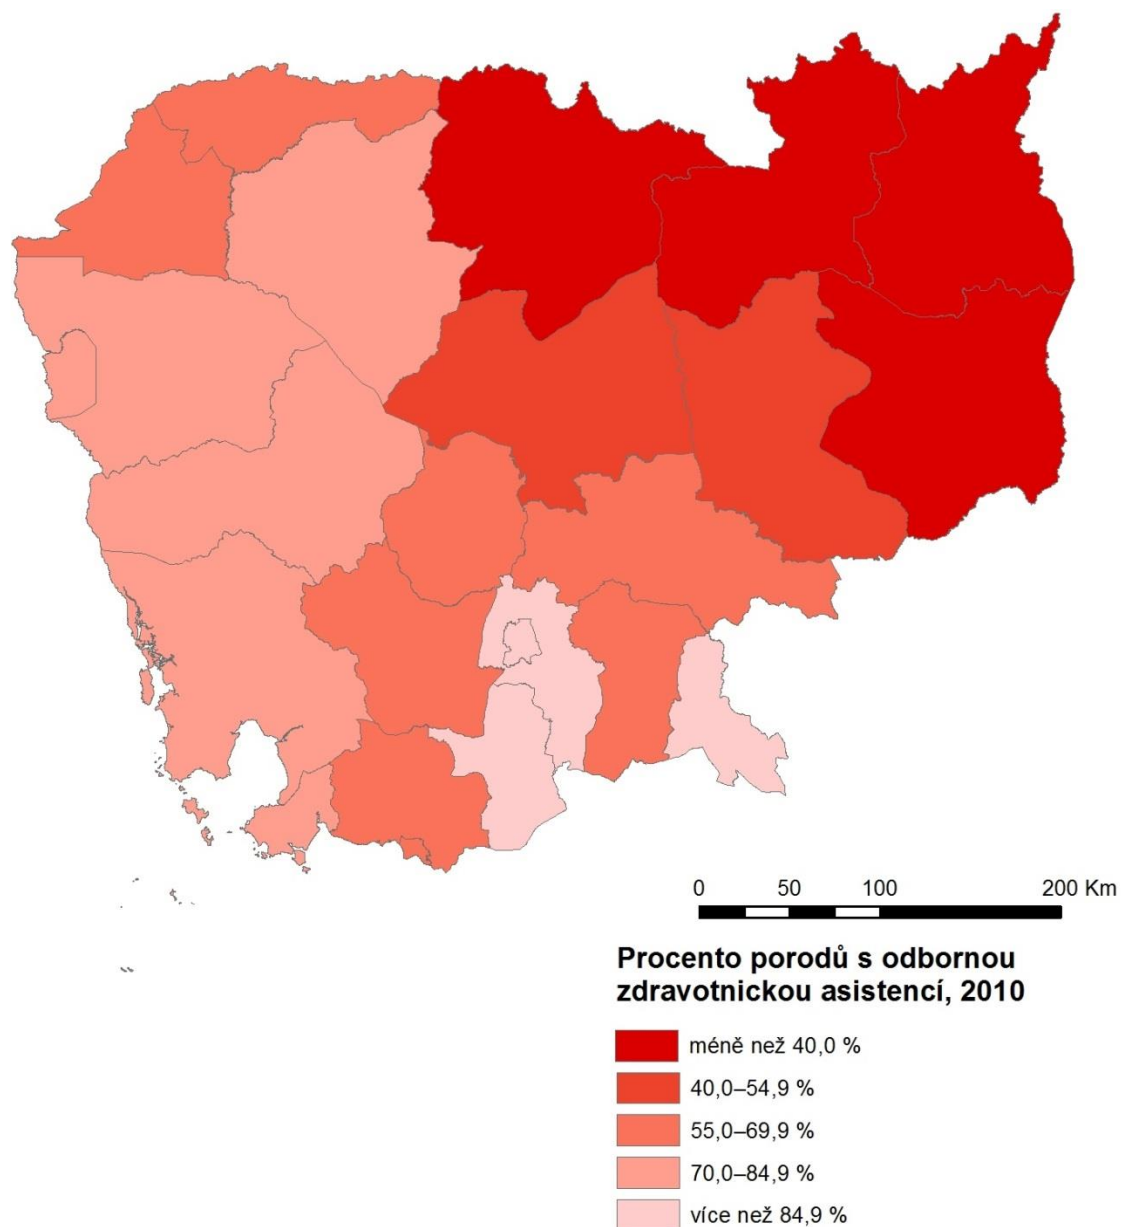 0 50 100 200 Km
Procento porodů s odbornou
zdravotnickou asistencí, 2010
méně než 40,0 %
40,0–54,9 %
55,0–69,9 %
70,0–84,9 %
více než 84,9 %